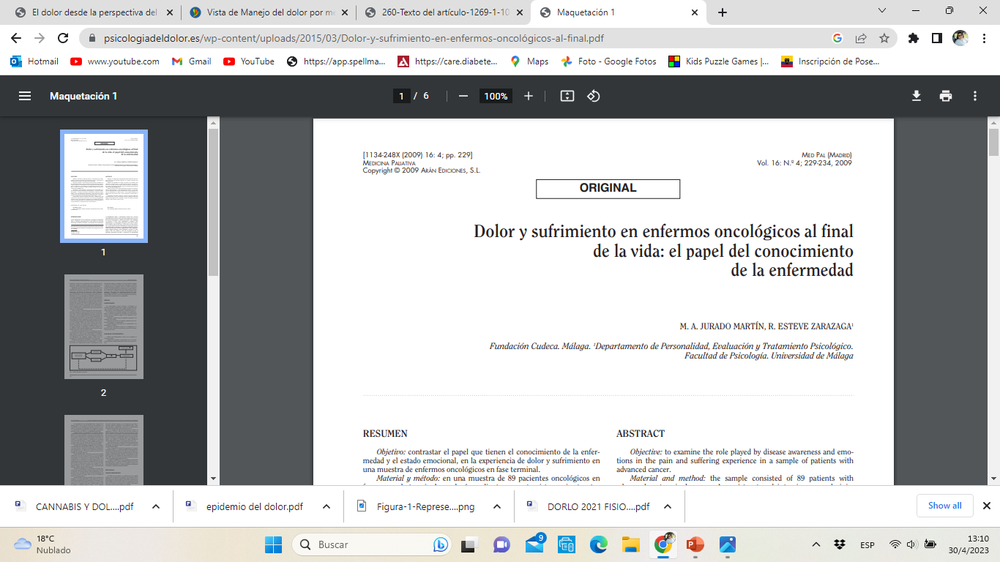 El dolor desde la perspectiva del
Vista de Manejo del dolor por me
260-Texto del artículo-1269-1-10
Maquetación 1
psicologiadeldolor.es/wp-content/uploads/2015/03/Dolor-y-sufrimiento-en-enfermos-oncológicos-al-final.pdf
Hotmail
www.youtube.com
Gmail
YouTube
https://app.spellma...
https://care.diabete...
Maps
Foto - Google Fotos
Kids Puzzle Games |...
Inscripción de Pose...
Maquetación 1
1 / 6
100%
1
2
[1134-248X (2009) 16: 4; pp. 229]
MEDICINA PALIATIVA
Copyright © 2009 ARÁN EDICIONES, S.L.
MED PAL (MADRID)
Vol. 16: N.º 4; 229-234, 2009
ORIGINAL
Dolor y sufrimiento en enfermos oncológicos al final
de la vida: el papel del conocimiento
de la enfermedad
M. A. JURADO MARTÍN, R. ESTEVE ZARAZAGA¹
Fundación Cudeca. Málaga. ¹Departamento de Personalidad, Evaluación y Tratamiento Psicológico.
Facultad de Psicología. Universidad de Málaga
RESUMEN
Objetivo: contrastar el papel que tienen el conocimiento de la enfer-
medad y el estado emocional, en la experiencia de dolor y sufrimiento en
una muestra de enfermos oncológicos en fase terminal.
Material y método: en una muestra de 89 pacientes oncológicos en
ABSTRACT
Objective: to examine the role played by disease awareness and emo-
tions in the pain and suffering experience in a sample of patients with
advanced cancer.
Material and method: the sample consisted of 89 patients with
CANNABIS Y DOL....pdf
epidemio del dolor.pdf
Figura-1-Represe....png
DORLO 2021 FISIO....pdf
Show all
18°C
Nublado
Buscar
9
ESP
13:10
30/4/2023